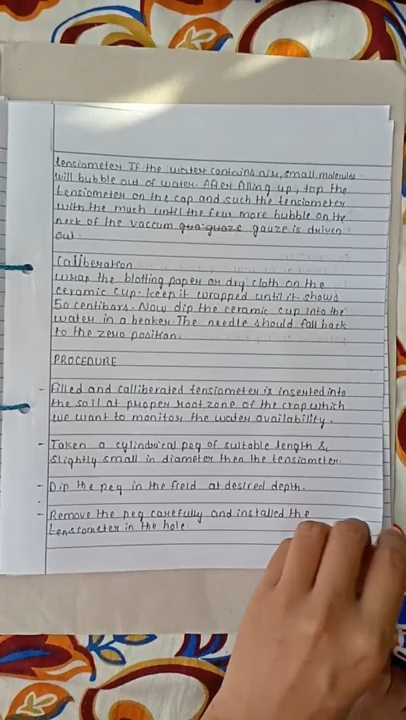 tensiometer If the water contains air, small molecules
will bubble out of water. After filling up, top the
tensiometer on the cap and such the tensiometer
with the much until the few more bubble on the
neck of the vaccum gauze is driven
out.
Calliberation
Wrap the blotting paper or dry cloth on the
ceramic cup. keep it wrapped until it shows
50 centibars. Now dip the ceramic cup into the
water in a beaker. The needle should fall back
to the zero position.
PROCEDURE
- Filled and calliberated tensiometer is inserted into
the soil at proper root zone of the crop which
we want to monitor the water availability.
- Taken a cylindrical peg of suitable length &
slightly small in diameter then the tensiometer.
- Dip the peg in the field at desired depth.
- Remove the peg carefully and installed the
tensiometer in the hole.